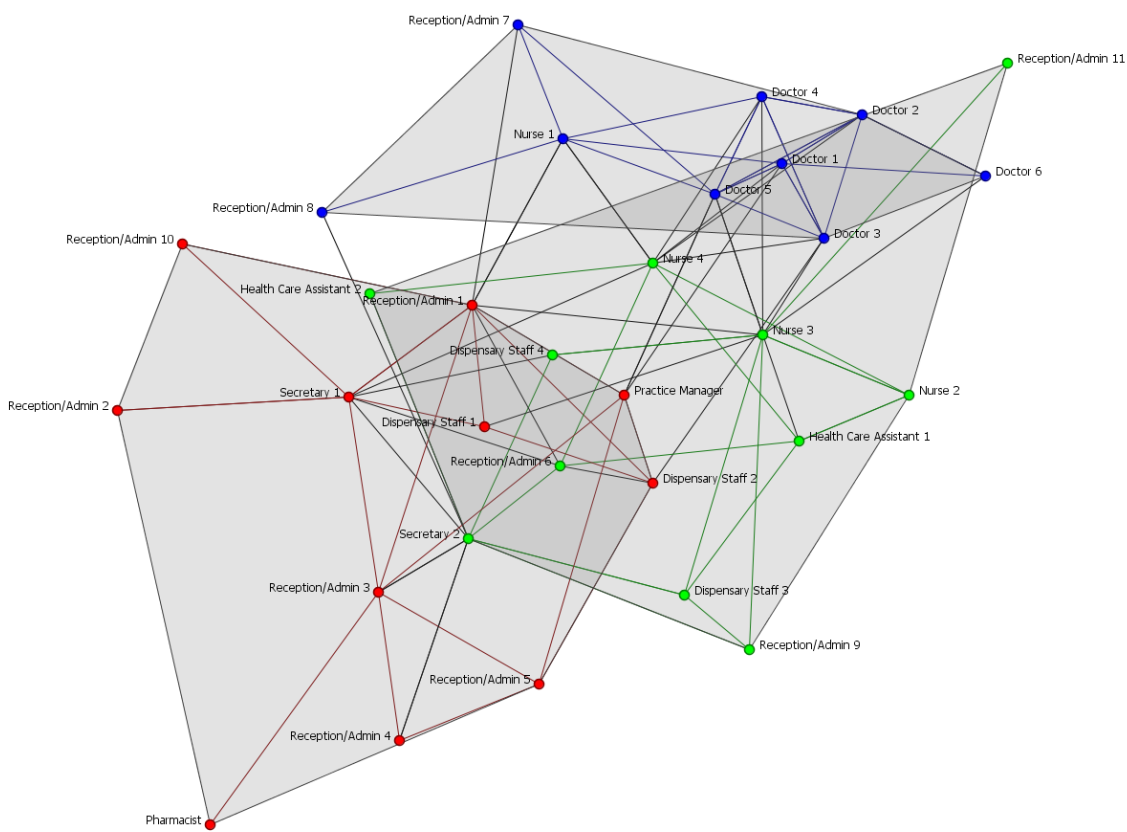 Reception/Admin 7
Reception/Admin 11
Doctor 4
Doctor 2
Nurse 1
Doctor 1
Doctor 6
Doctor 5
Reception/Admin 8
Doctor 3
Reception/Admin 10
Nurse 4
Health Care Assistant 2
Reception/Admin 1
Nurse 3
Dispensary Staff 4
Secretary 1
Practice Manager
Nurse 2
Reception/Admin 2
Dispensary Staff 1
Health Care Assistant 1
Reception/Admin 6
Dispensary Staff 2
Secretary 2
Reception/Admin 3
Dispensary Staff 3
Reception/Admin 9
Reception/Admin 5
Reception/Admin 4
Pharmacist